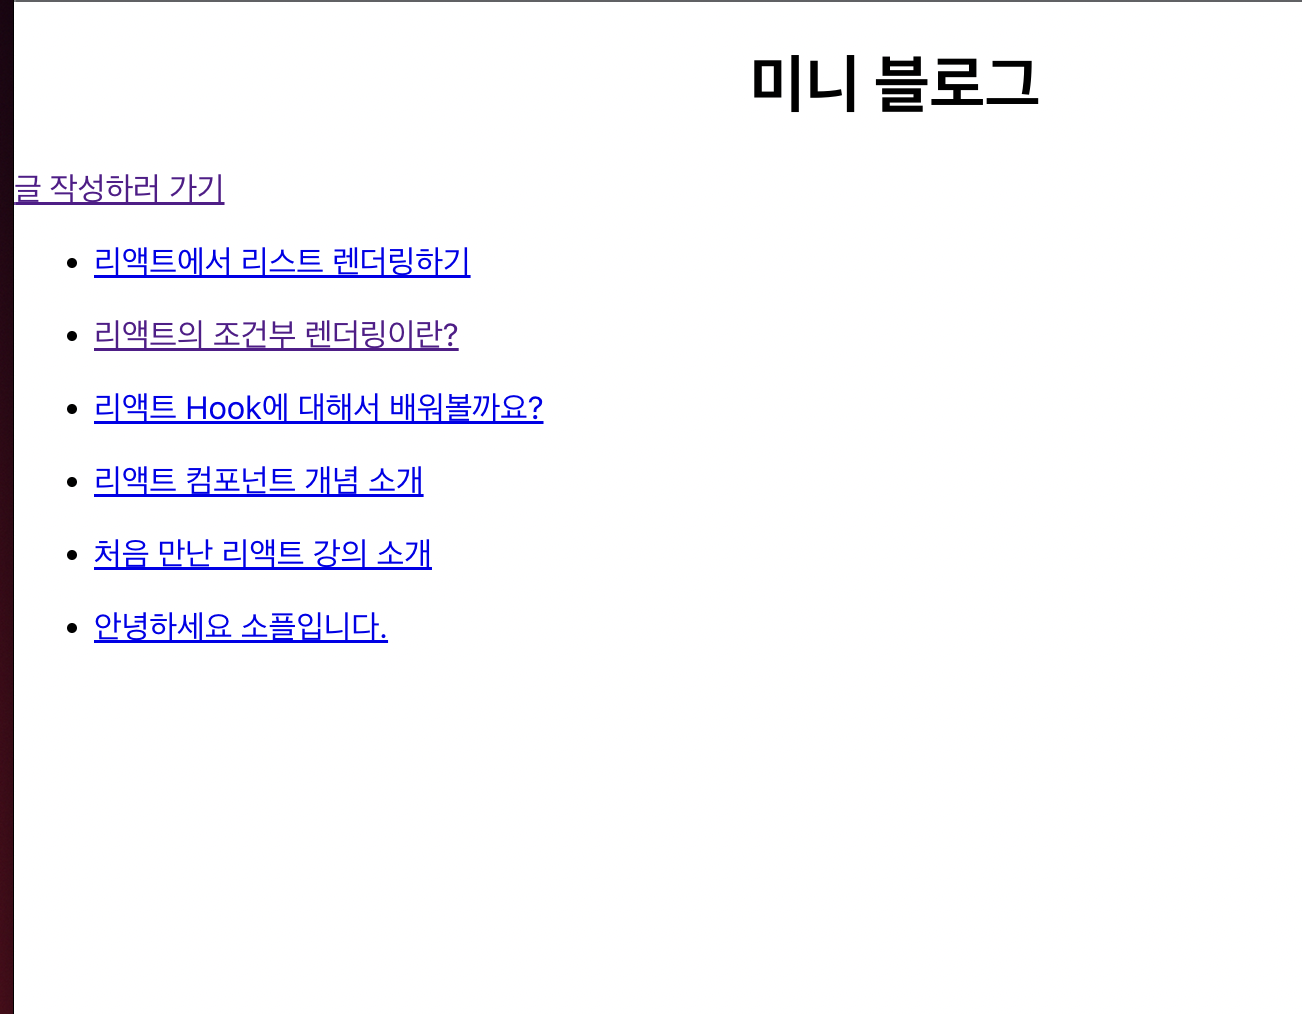 미니 블로그
글 작성하러 가기
리액트에서 리스트 렌더링하기
리액트의 조건부 렌더링이란?
리액트 Hook에 대해서 배워볼까요?
리액트 컴포넌트 개념 소개
처음 만난 리액트 강의 소개
안녕하세요 소플입니다.